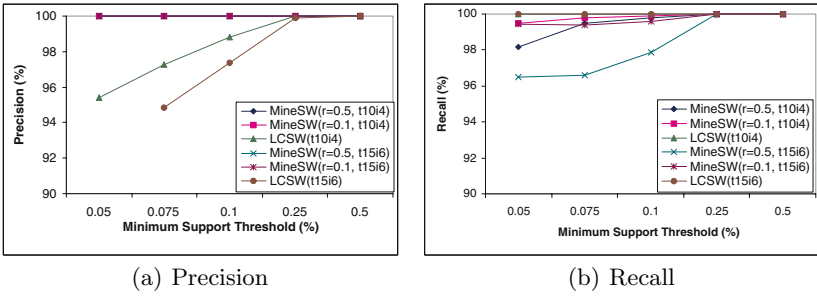 Precision (%)
100
98
96
94
92
90
MineSW(r=0.5, t10i4)
MineSW(r=0.1, t10i4)
LCSW(t10i4)
MineSW(r=0.5, t15i6)
MineSW(r=0.1, t15i6)
LCSW(t15i6)
0.05 0.075 0.1 0.25 0.5
Minimum Support Threshold (%)
(a) Precision
Recall (%)
100
98
96
94
92
90
MineSW(r=0.5, t10i4)
MineSW(r=0.1, t10i4)
LCSW(t10i4)
MineSW(r=0.5, t15i6)
MineSW(r=0.1, t15i6)
LCSW(t15i6)
0.05 0.075 0.1 0.25 0.5
Minimum Support Threshold (%)
(b) Recall